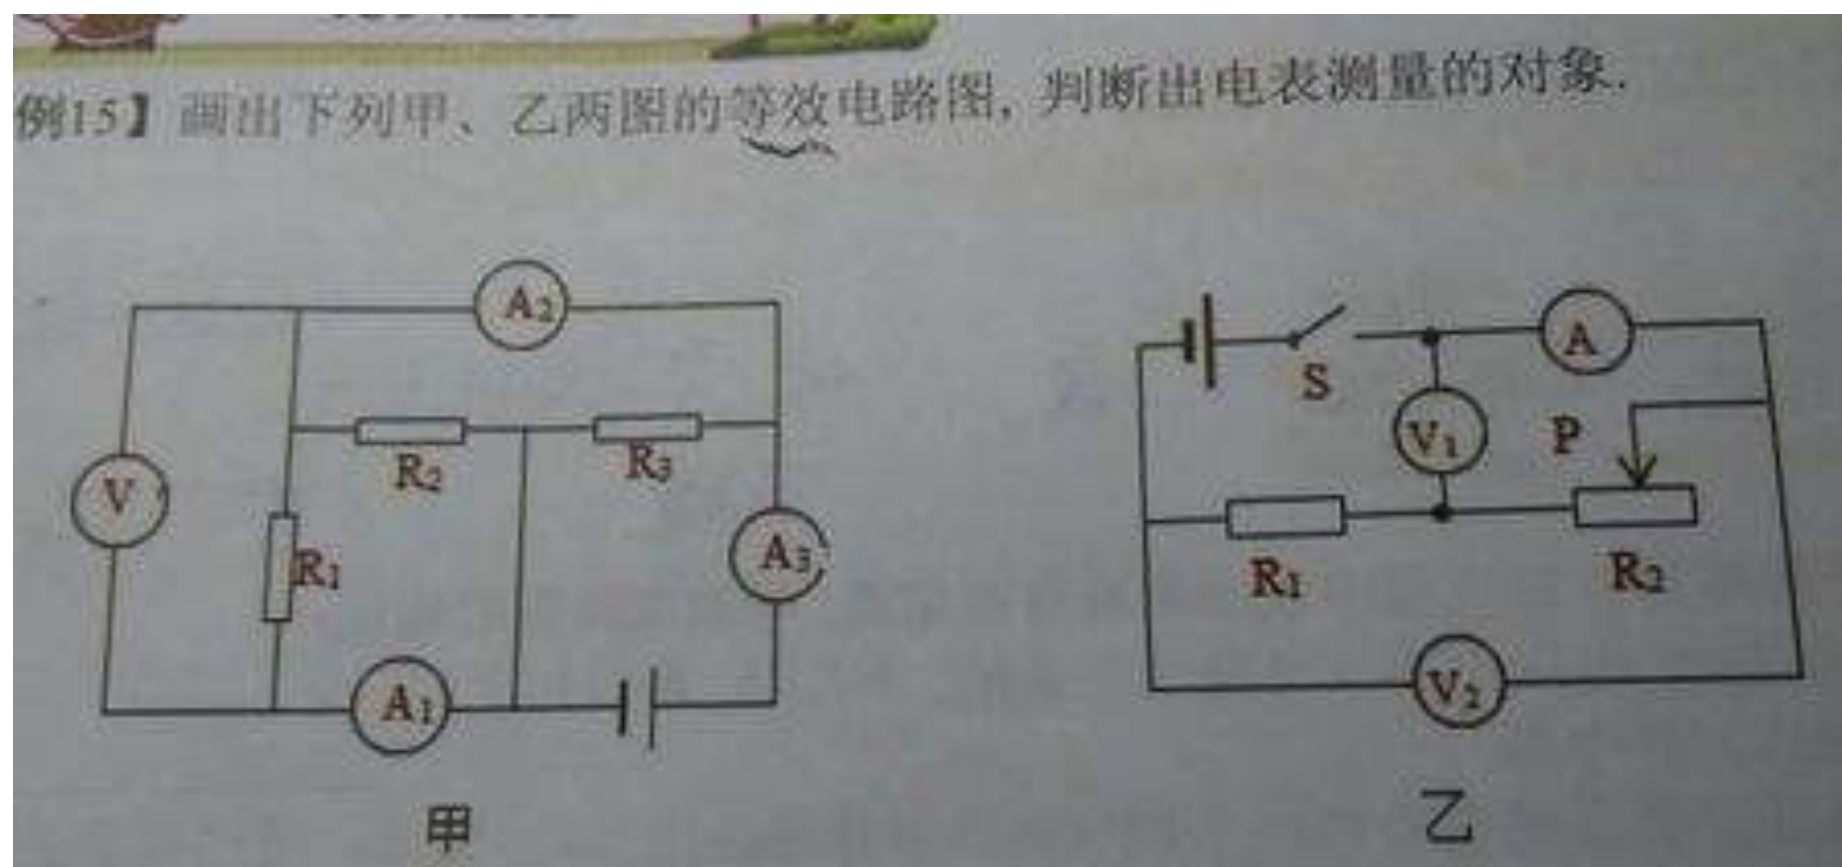 例15】画出下列甲、乙两图的等效电路图,判断出电表测量的对象.
A2
A
S
V1
P
R2
R3
V
R1
A3
R1
R2
A1
V2
甲
乙